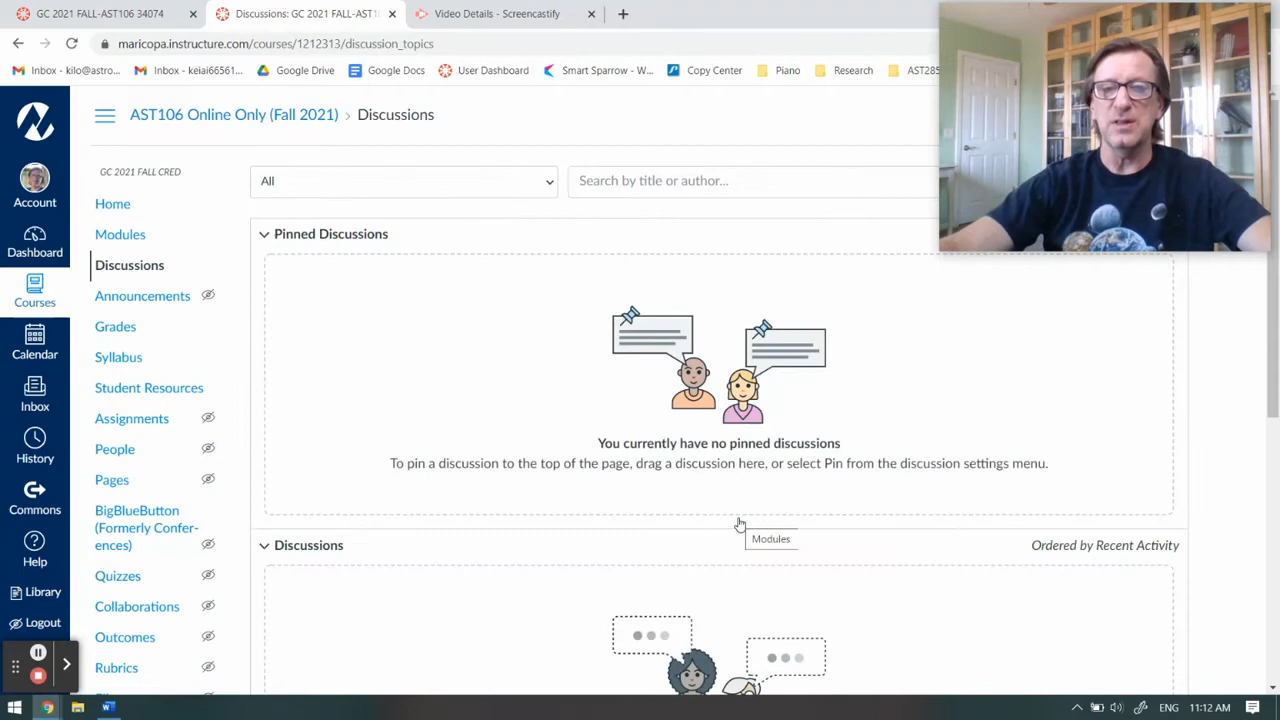 GC 2021 FALL-AST106 34074
Discussions: GC 2021 FALL-AST1
Video Details - Screencastify
maricopa.instructure.com/courses/1212313/discussion_topics
Inbox - kilo@astro...
Inbox - keiai66561...
Google Drive
Google Docs
User Dashboard
Smart Sparrow - W...
Copy Center
Piano
Research
AST285
AST106 Online Only (Fall 2021) › Discussions
GC 2021 FALL CRED
Account
Dashboard
Courses
Calendar
Inbox
History
Commons
Help
Library
Logout
Home
Modules
Discussions
Announcements
Grades
Syllabus
Student Resources
Assignments
People
Pages
BigBlueButton
(Formerly Confer-
ences)
Quizzes
Collaborations
Outcomes
Rubrics
All
Search by title or author...
Pinned Discussions
You currently have no pinned discussions
To pin a discussion to the top of the page, drag a discussion here, or select Pin from the discussion settings menu.
Modules
Discussions
Ordered by Recent Activity
ENG
11:12 AM